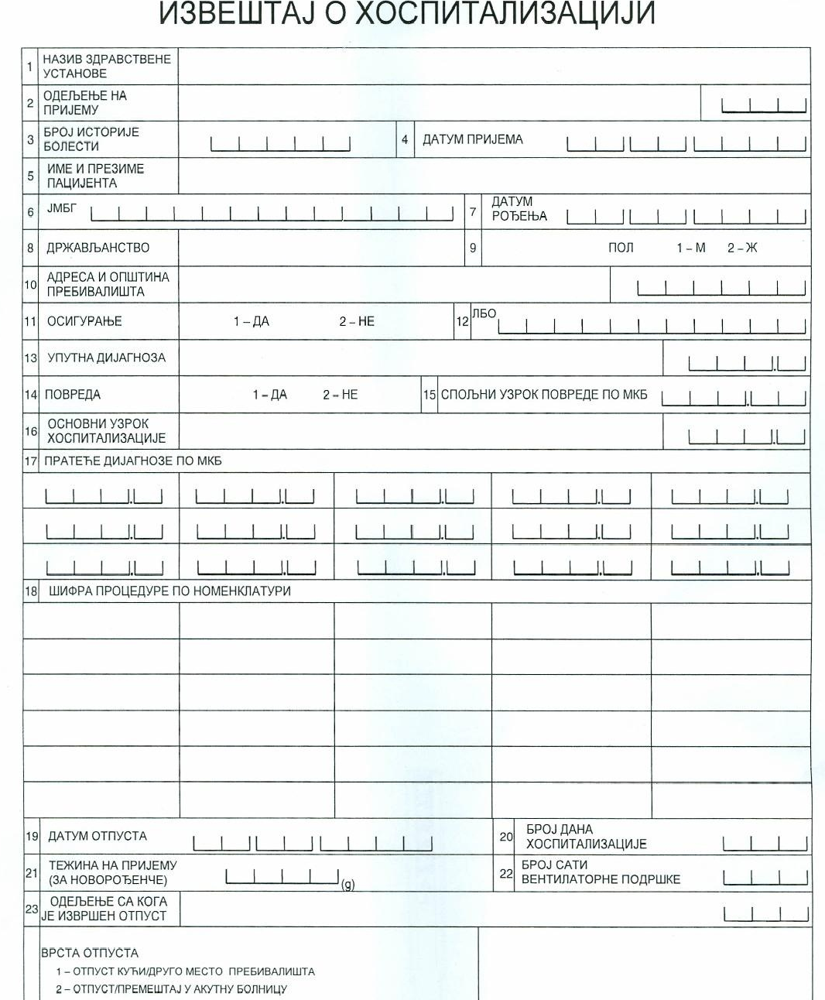 ИЗВЕШТАЈ О ХОСПИТАЛИЗАЦИЈИ
1 НАЗИВ ЗДРАВСТВЕНЕ
УСТАНОВЕ
2 ОДЕЉЕЊЕ НА
ПРИЈЕМУ
3 БРОЈ ИСТОРИЈЕ
БОЛЕСТИ
4 ДАТУМ ПРИЈЕМА
5 ИМЕ И ПРЕЗИМЕ
ПАЦИЈЕНТА
6 ЈМБГ
7 ДАТУМ
РОЂЕЊА
8 ДРЖАВЉАНСТВО
9 ПОЛ 1 – М 2 – Ж
10 АДРЕСА И ОПШТИНА
ПРЕБИВАЛИШТА
11 ОСИГУРАЊЕ 1 – ДА 2 – НЕ
12 ЛБО
13 УПУТНА ДИЈАГНОЗА
14 ПОВРЕДА 1 – ДА 2 – НЕ
15 СПОЉНИ УЗРОК ПОВРЕДЕ ПО МКБ
16 ОСНОВНИ УЗРОК
ХОСПИТАЛИЗАЦИЈЕ
17 ПРАТЕЋЕ ДИЈАГНОЗЕ ПО МКБ
18 ШИФРА ПРОЦЕДУРЕ ПО НОМЕНКЛАТУРИ
19 ДАТУМ ОТПУСТА
20 БРОЈ ДАНА
ХОСПИТАЛИЗАЦИЈЕ
21 ТЕЖИНА НА ПРИЈЕМУ
(ЗА НОВОРОЂЕНЧЕ) (g)
22 БРОЈ САТИ
ВЕНТИЛАТОРНЕ ПОДРШКЕ
23 ОДЕЉЕЊЕ СА КОГА
ЈЕ ИЗВРШЕН ОТПУСТ
ВРСТА ОТПУСТА
1 – ОТПУСТ КУЋИ/ДРУГО МЕСТО ПРЕБИВАЛИШТА
2 – ОТПУСТ/ПРЕМЕШТАЈ У АКУТНУ БОЛНИЦУ